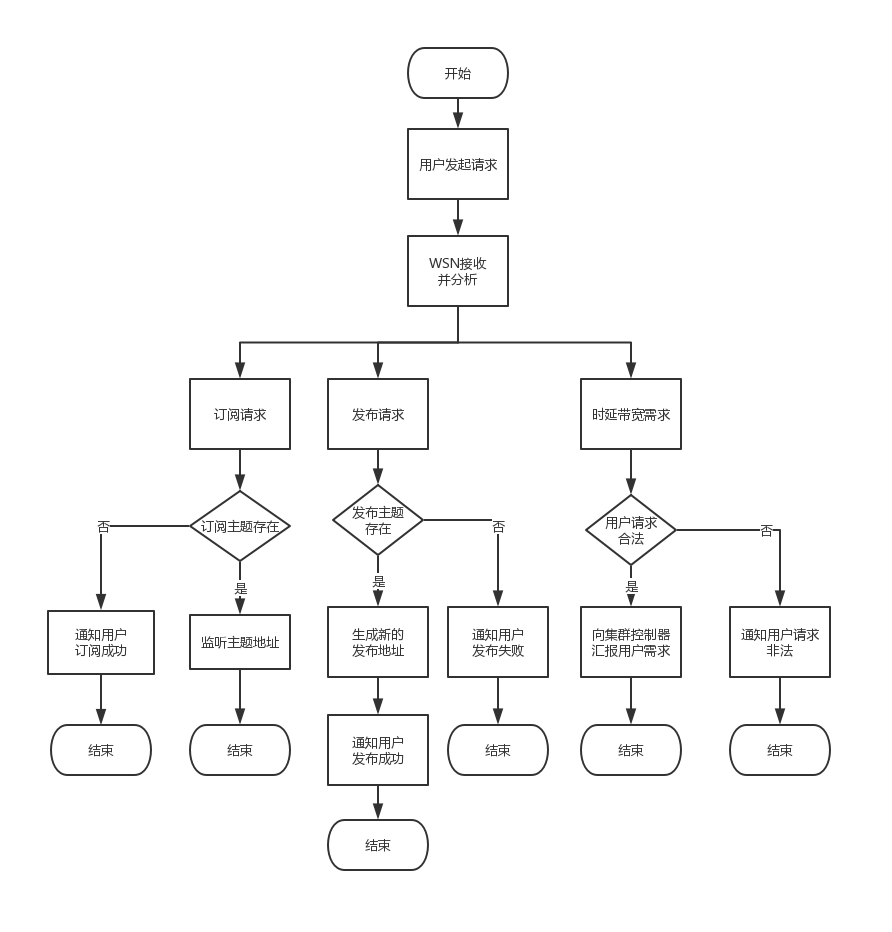 开始
用户发起请求
WSN接收
并分析
订阅请求
发布请求
时延带宽需求
订阅主题存在
发布主题
存在
用户请求
合法
否
是
是
否
是
否
通知用户
订阅成功
监听主题地址
生成新的
发布地址
通知用户
发布失败
向集群控制器
汇报用户需求
通知用户请求
非法
结束
结束
通知用户
发布成功
结束
结束
结束
结束